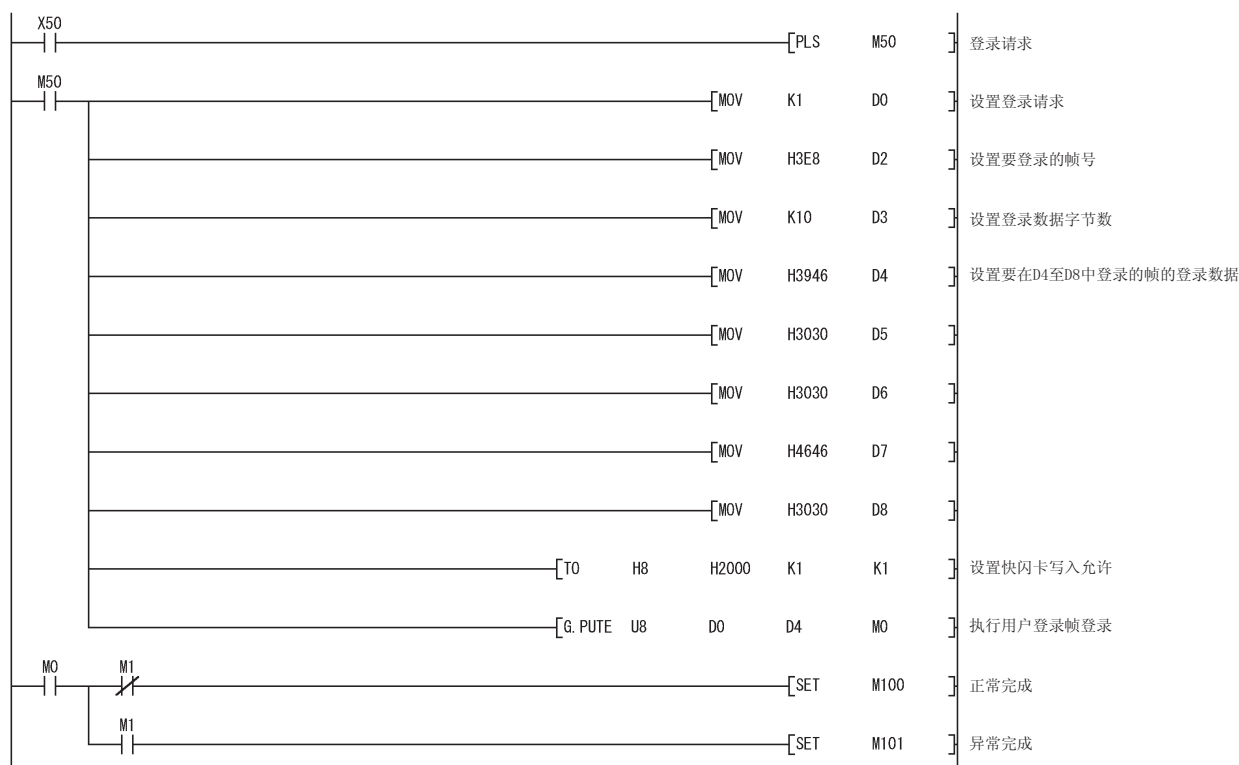 X50
PLS M50 登录请求
M50
MOV K1 D0 设置登录请求
MOV H3E8 D2 设置要登录的帧号
MOV K10 D3 设置登录数据字节数
MOV H3946 D4 设置要在D4至D8中登录的帧的登录数据
MOV H3030 D5
MOV H3030 D6
MOV H4646 D7
MOV H3030 D8
TO H8 H2000 K1 K1 设置快闪卡写入允许
G.PUTE U8 D0 D4 M0 执行用户登录帧登录
M0 M1
SET M100 正常完成
M1
SET M101 异常完成